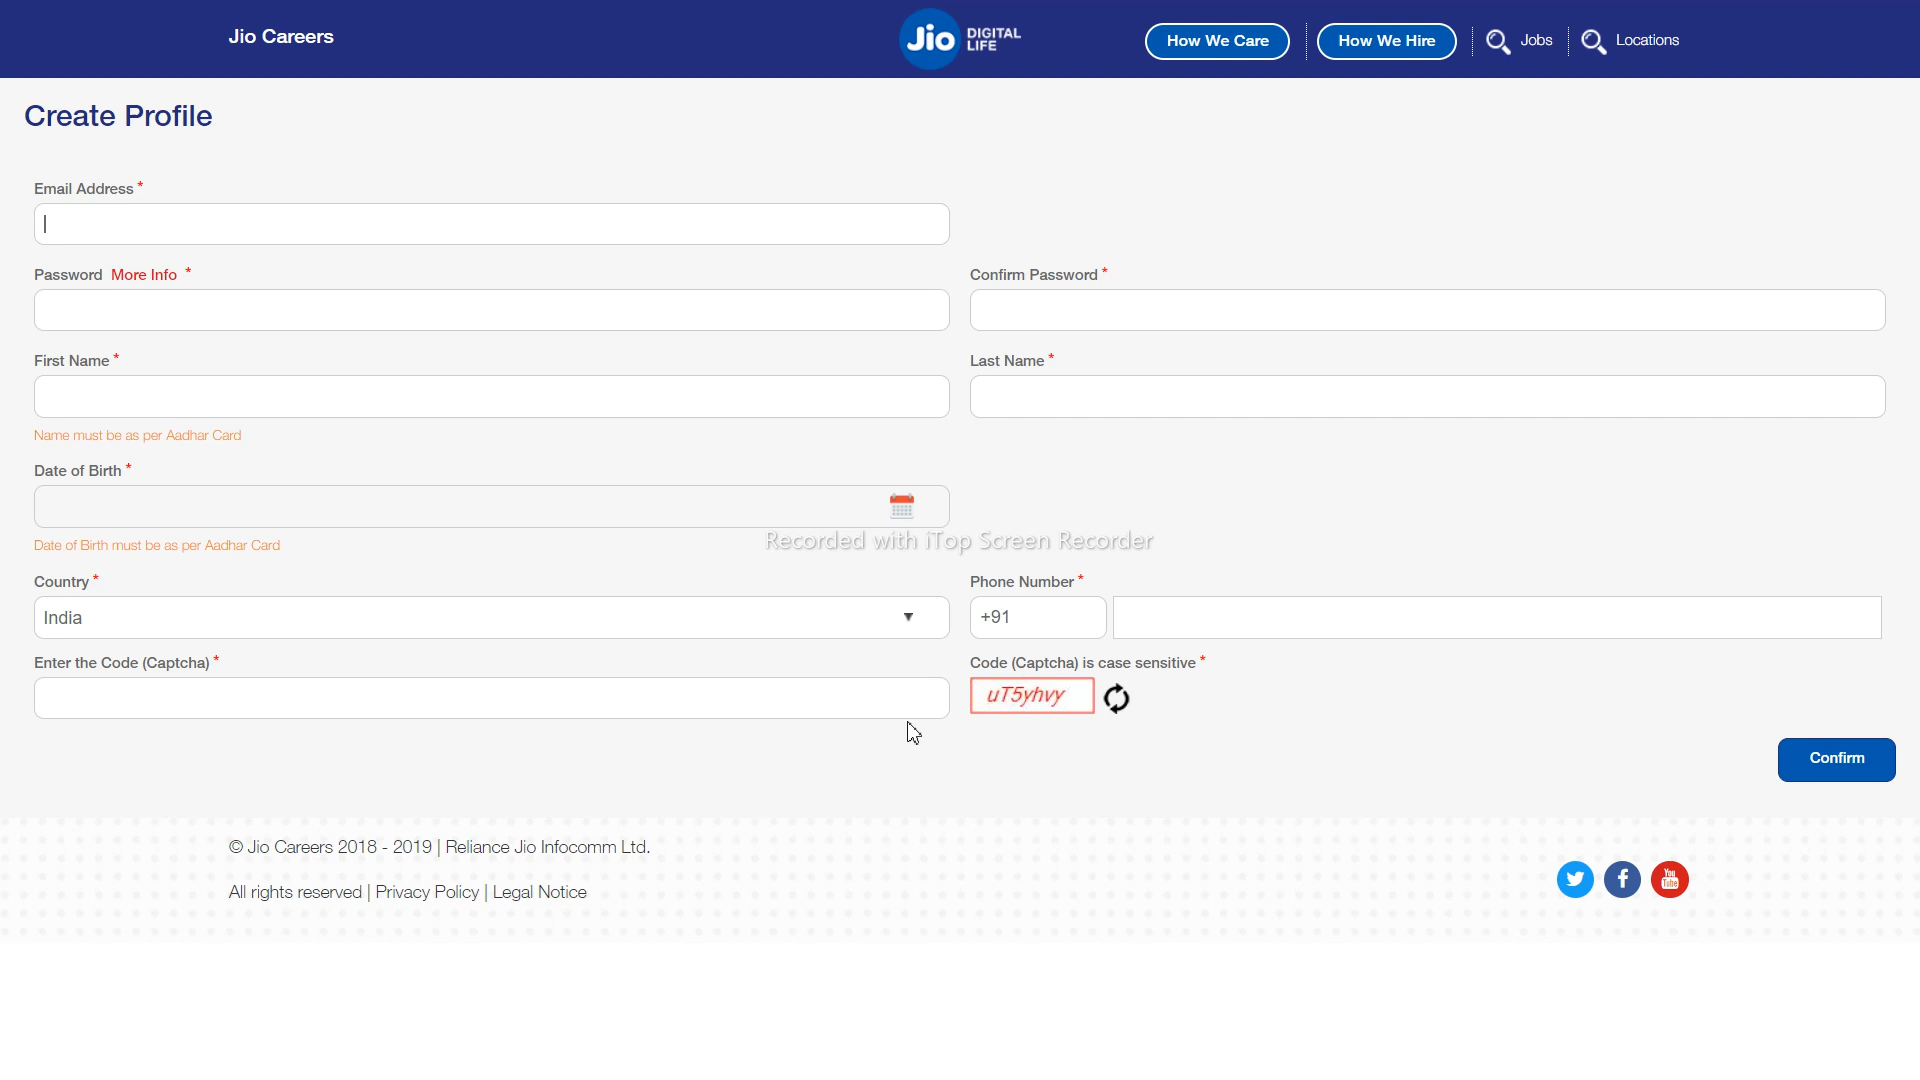 Jio Careers
Jio DIGITAL LIFE
How We Care
How We Hire
Jobs
Locations
Create Profile
Email Address *
Password More Info *
Confirm Password *
First Name *
Last Name *
Name must be as per Aadhar Card
Date of Birth *
Date of Birth must be as per Aadhar Card
Recorded with iTop Screen Recorder
Country *
Phone Number *
India
+91
Enter the Code (Captcha) *
Code (Captcha) is case sensitive *
uT5yhvy
Confirm
© Jio Careers 2018 - 2019 | Reliance Jio Infocomm Ltd.
All rights reserved | Privacy Policy | Legal Notice
You Tube